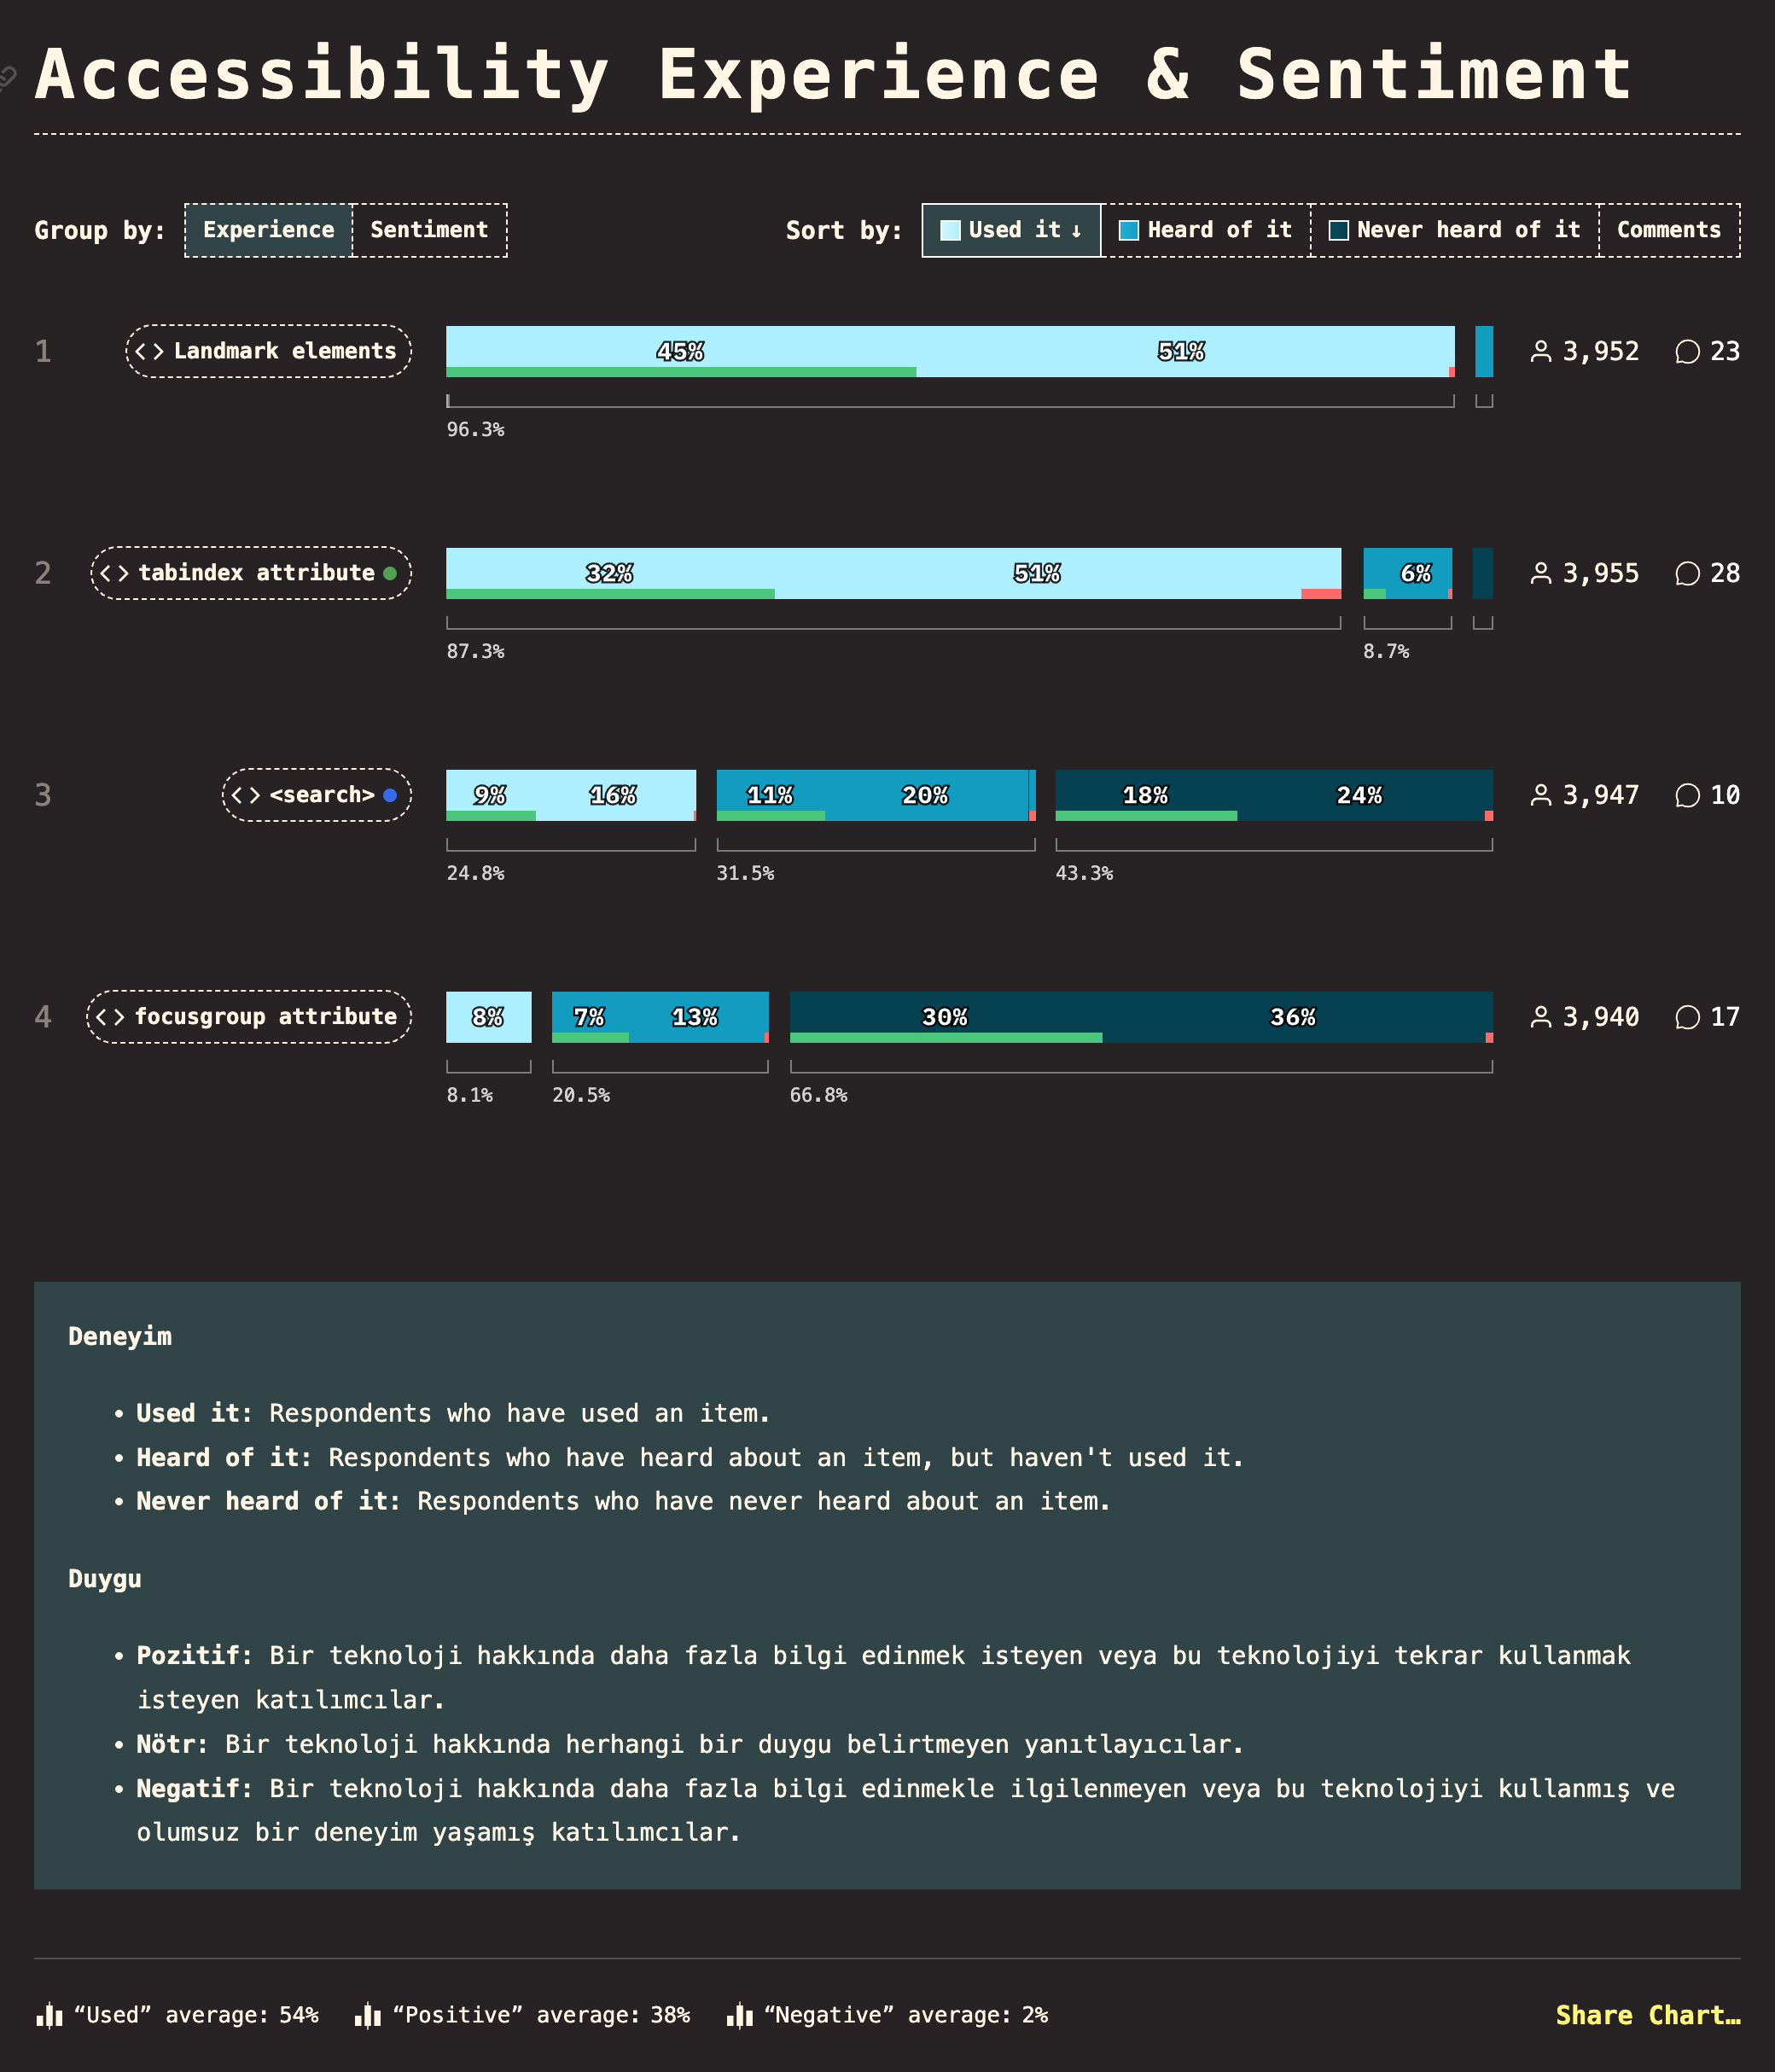 Accessibility Experience & Sentiment
Group by: Experience Sentiment Sort by: Used it ↓ Heard of it Never heard of it Comments
1 <> Landmark elements 45% 51% 3,952 23
96.3%
2 <> tabindex attribute 32% 51% 6% 3,955 28
87.3% 8.7%
3 <> <search> 9% 16% 11% 20% 18% 24% 3,947 10
24.8% 31.5% 43.3%
4 <> focusgroup attribute 8% 7% 13% 30% 36% 3,940 17
8.1% 20.5% 66.8%
Deneyim
• Used it: Respondents who have used an item.
• Heard of it: Respondents who have heard about an item, but haven't used it.
• Never heard of it: Respondents who have never heard about an item.
Duygu
• Pozitif: Bir teknoloji hakkında daha fazla bilgi edinmek isteyen veya bu teknolojiyi tekrar kullanmak
isteyen katılımcılar.
• Nötr: Bir teknoloji hakkında herhangi bir duygu belirtmeyen yanıtlayıcılar.
• Negatif: Bir teknoloji hakkında daha fazla bilgi edinmekle ilgilenmeyen veya bu teknolojiyi kullanmış ve
olumsuz bir deneyim yaşamış katılımcılar.
“Used” average: 54% “Positive” average: 38% “Negative” average: 2% Share Chart…